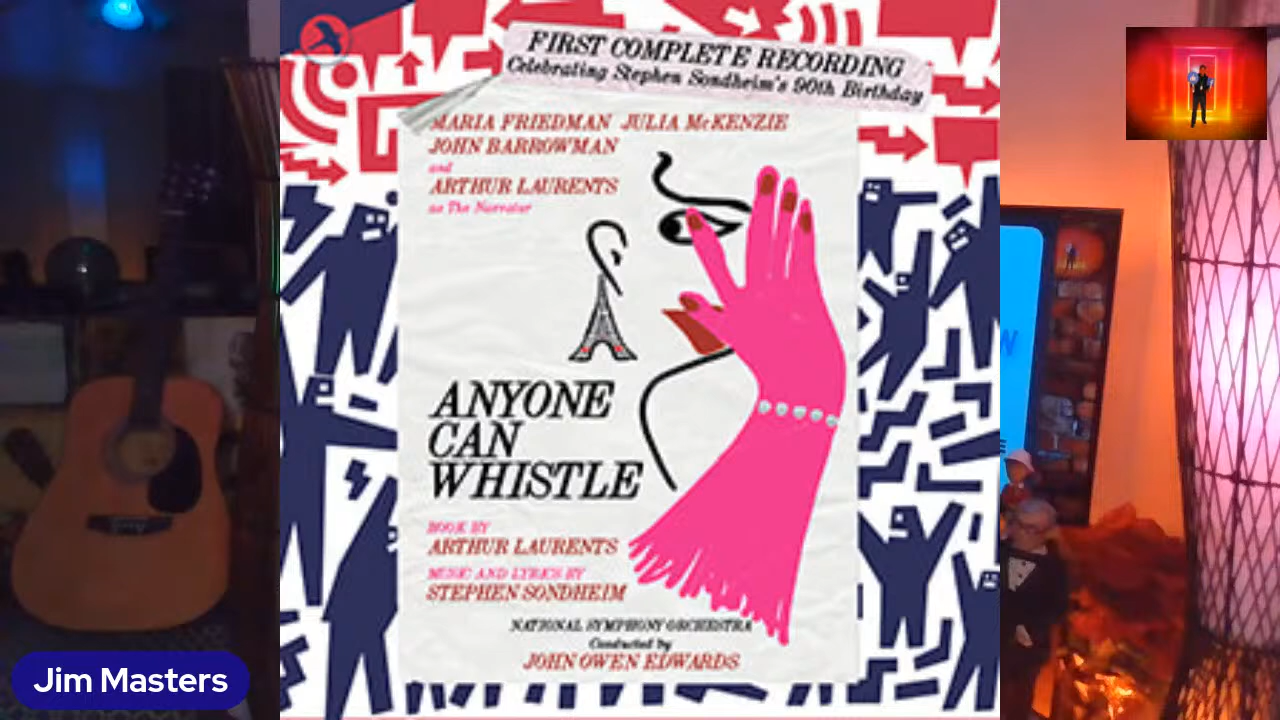 FIRST COMPLETE RECORDING
Celebrating Stephen Sondheim's 90th Birthday
MARIA FRIEDMAN JULIA McKENZIE
JOHN BARROWMAN
and
ARTHUR LAURENTS
as The Narrator
ANYONE
CAN
WHISTLE
BOOK BY
ARTHUR LAURENTS
MUSIC AND LYRICS BY
STEPHEN SONDHEIM
NATIONAL SYMPHONY ORCHESTRA
Conducted by
JOHN OWEN EDWARDS
Jim Masters